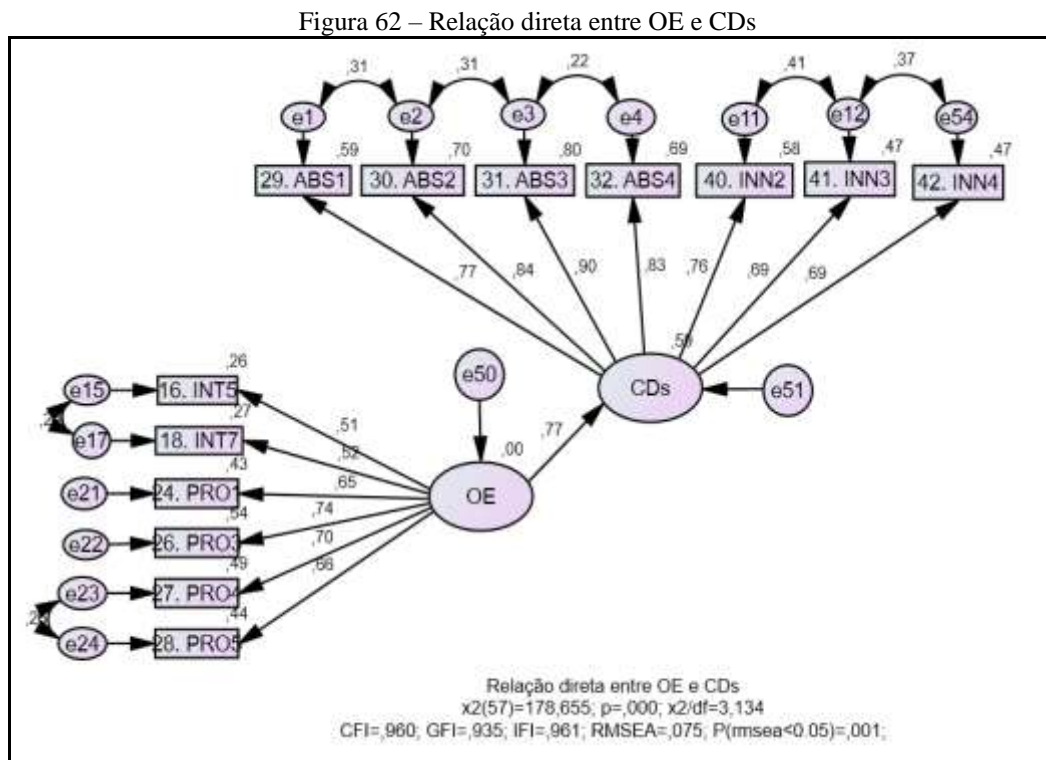 Figura 62 – Relação direta entre OE e CDs
,31 ,31 ,22 ,41 ,37
e1 e2 e3 e4 e11 e12 e54
,59 ,70 ,80 ,69 ,58 ,47 ,47
29. ABS1 30. ABS2 31. ABS3 32. ABS4 40. INN2 41. INN3 42. INN4
,77 ,84 ,90 ,83 ,76 ,69 ,69
,59
CDs
e51
e50
,77
,00
OE
,26
e15 16. INT5
,51
,27
e17 18. INT7
,52
,43
e21 24. PRO1
,65
,54
e22 26. PRO3
,74
,49
e23 27. PRO4
,70
,44
e24 28. PRO5
,66
Relação direta entre OE e CDs
x2(57)=178,655; p=,000; x2/df=3,134
CFI=,960; GFI=,935; IFI=,961; RMSEA=,075; P(rmsea<0.05)=,001;